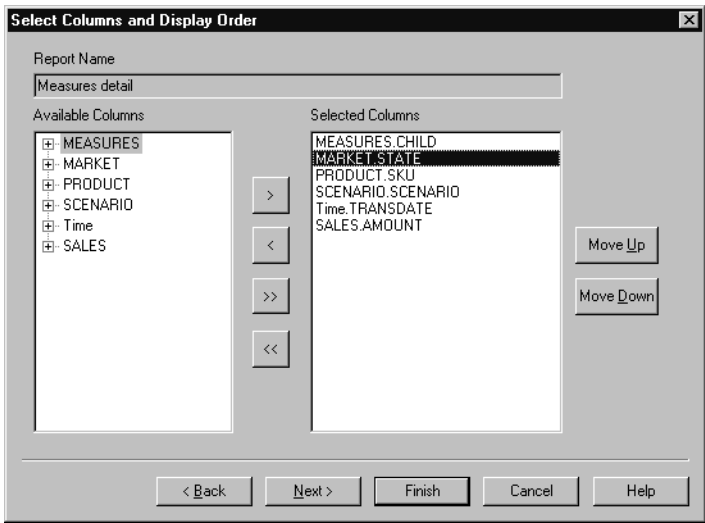 Select Columns and Display Order
Report Name
Measures detail
Available Columns
MEASURES
MARKET
PRODUCT
SCENARIO
Time
SALES
>
<
>>
<<
Selected Columns
MEASURES.CHILD
MARKET.STATE
PRODUCT.SKU
SCENARIO.SCENARIO
Time.TRANSDATE
SALES.AMOUNT
Move Up
Move Down
< Back
Next >
Finish
Cancel
Help